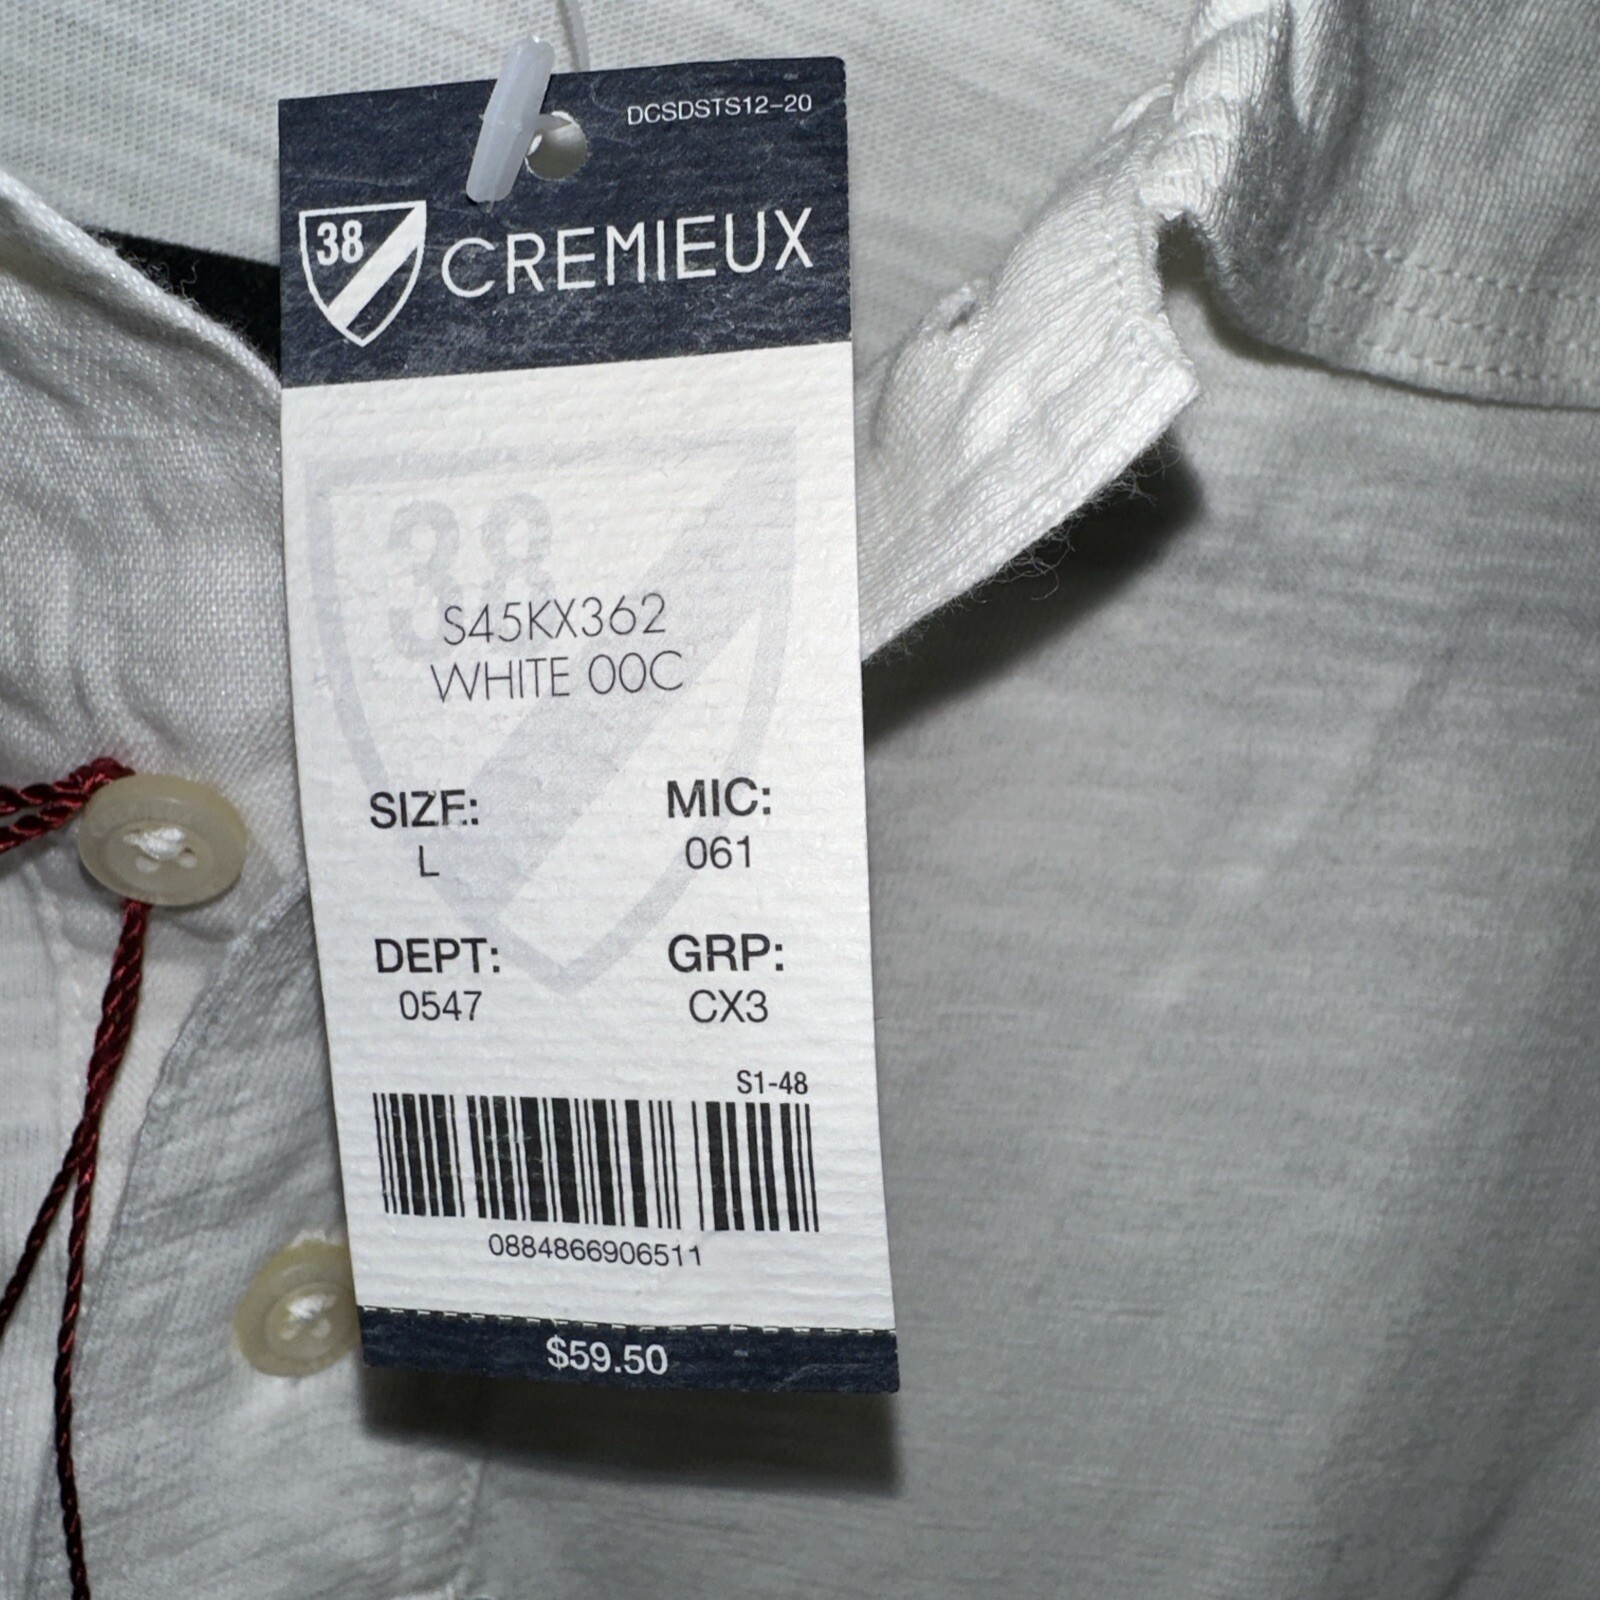 DCSDSTS12-20
38 CREMIEUX
38
S45KX362
WHITE 00C
SIZE: MIC:
L 061
DEPT: GRP:
0547 CX3
S1-48
0884866906511
$59.50